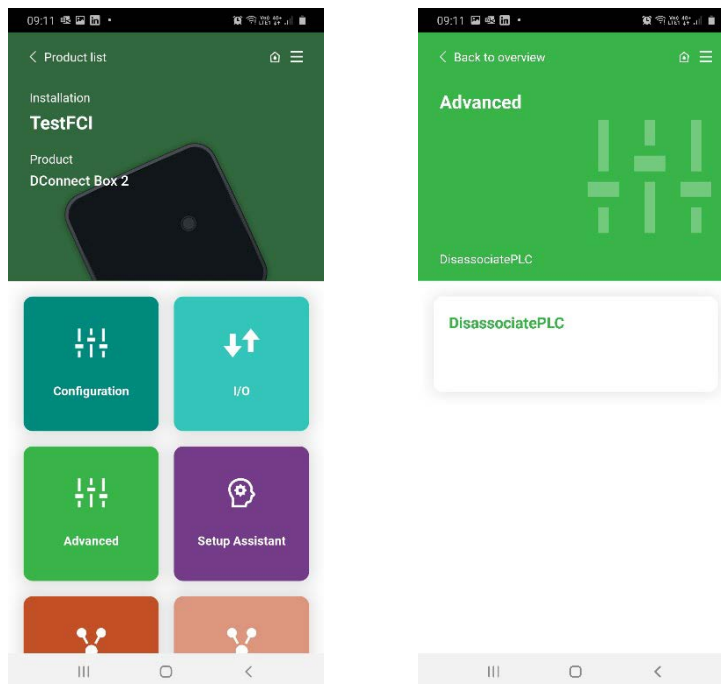 09:11
Product list
Installation
TestFCI
Product
DConnect Box 2
Configuration
I/O
Advanced
Setup Assistant
09:11
Back to overview
Advanced
DisassociatePLC
DisassociatePLC